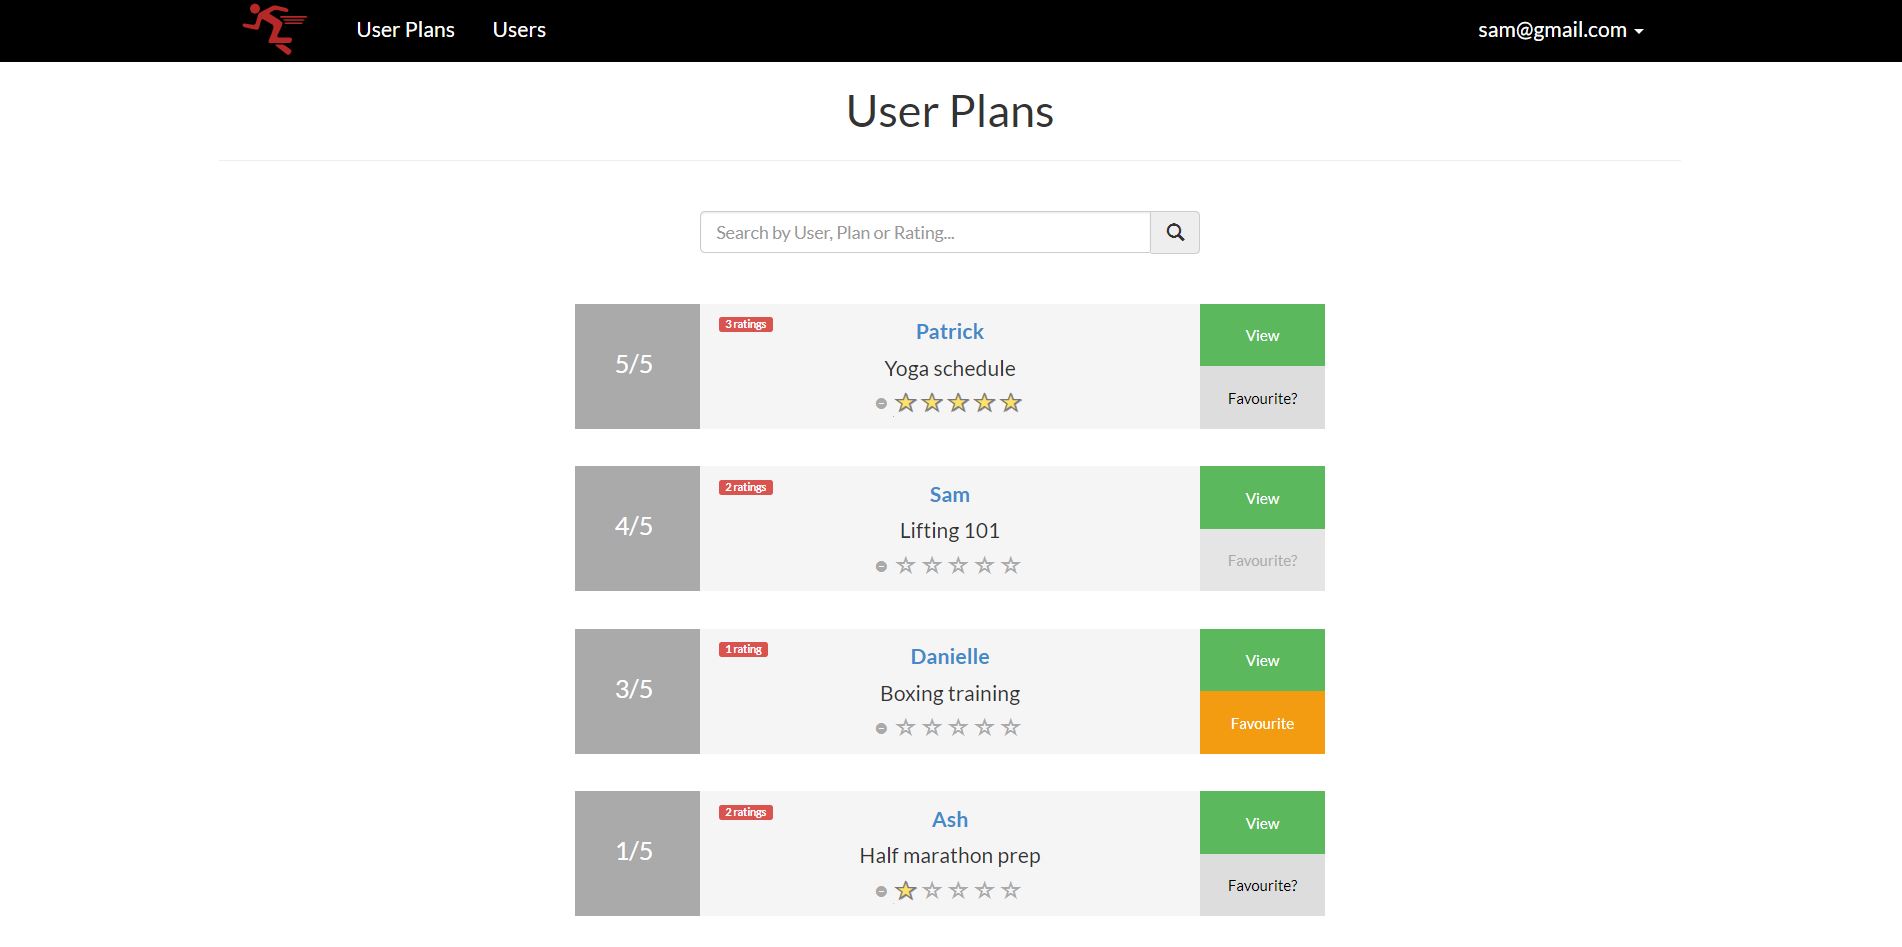 User Plans
Users
sam@gmail.com
User Plans
Search by User, Plan or Rating...
5/5
3 ratings
Patrick
Yoga schedule
View
Favourite?
4/5
2 ratings
Sam
Lifting 101
View
Favourite?
3/5
1 rating
Danielle
Boxing training
View
Favourite
1/5
2 ratings
Ash
Half marathon prep
View
Favourite?